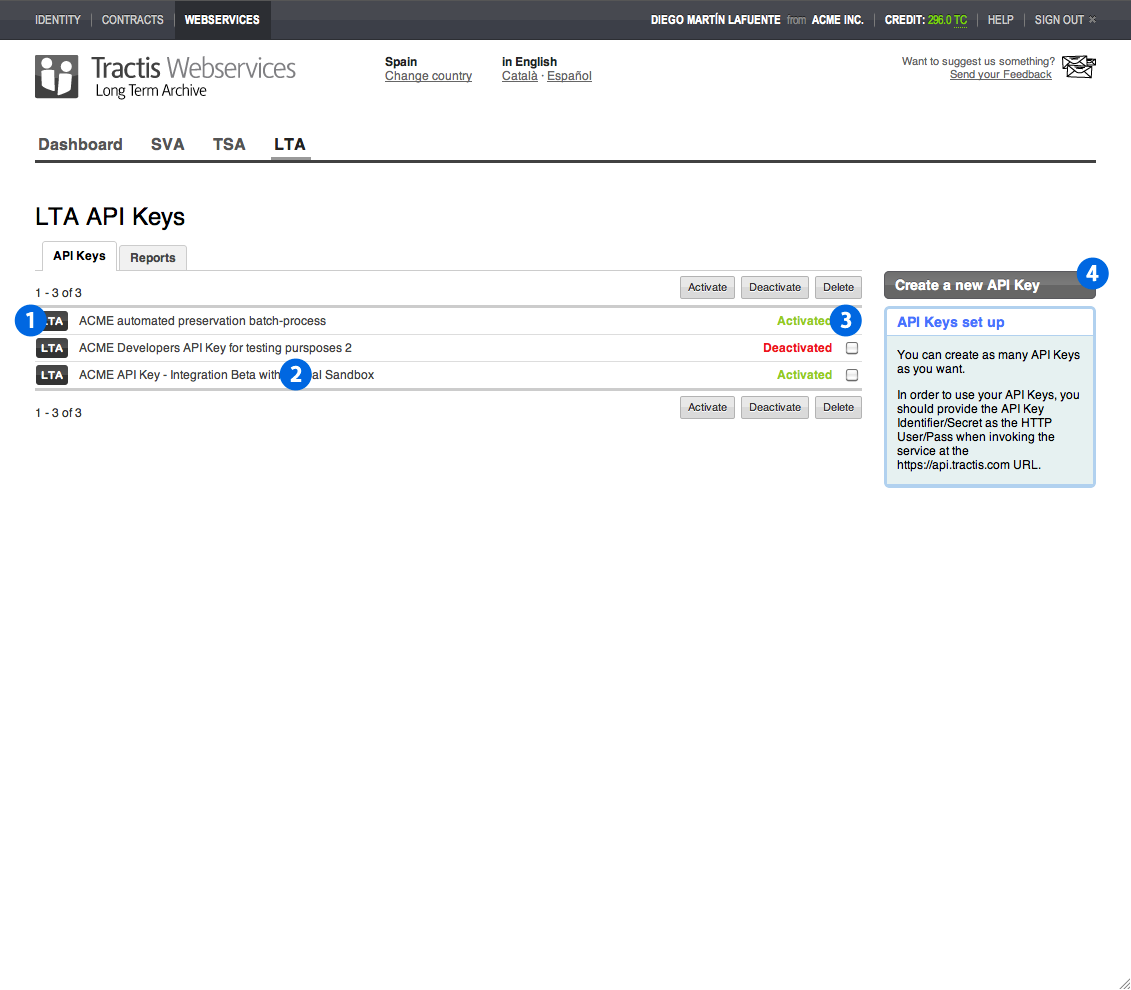 IDENTITY CONTRACTS WEBSERVICES DIEGO MARTÍN LAFUENTE from ACME INC. CREDIT: 296.0 TC HELP SIGN OUT ×
Tractis Webservices
Long Term Archive
Spain
Change country
in English
Català · Español
Want to suggest us something?
Send your Feedback
Dashboard SVA TSA LTA
LTA API Keys
API Keys Reports
1 - 3 of 3 Activate Deactivate Delete
1 LTA ACME automated preservation batch-process Activated 3
LTA ACME Developers API Key for testing pursposes 2 Deactivated
LTA ACME API Key - Integration Beta with 2 al Sandbox Activated
1 - 3 of 3 Activate Deactivate Delete
Create a new API Key 4
API Keys set up
You can create as many API Keys
as you want.
In order to use your API Keys, you
should provide the API Key
Identifier/Secret as the HTTP
User/Pass when invoking the
service at the
https://api.tractis.com URL.